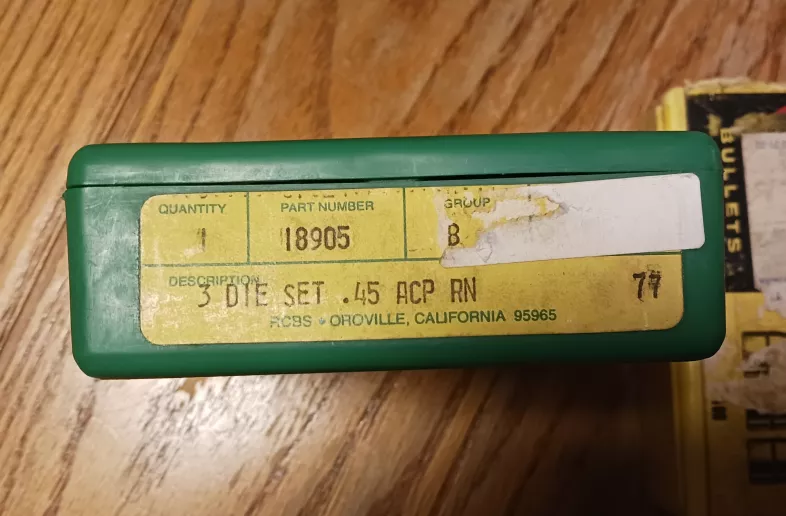 QUANTITY PART NUMBER GROUP
1 18905 B
DESCRIPTION
3 DIE SET .45 ACP RN 77
RCBS • OROVILLE, CALIFORNIA 95965
BULLETS